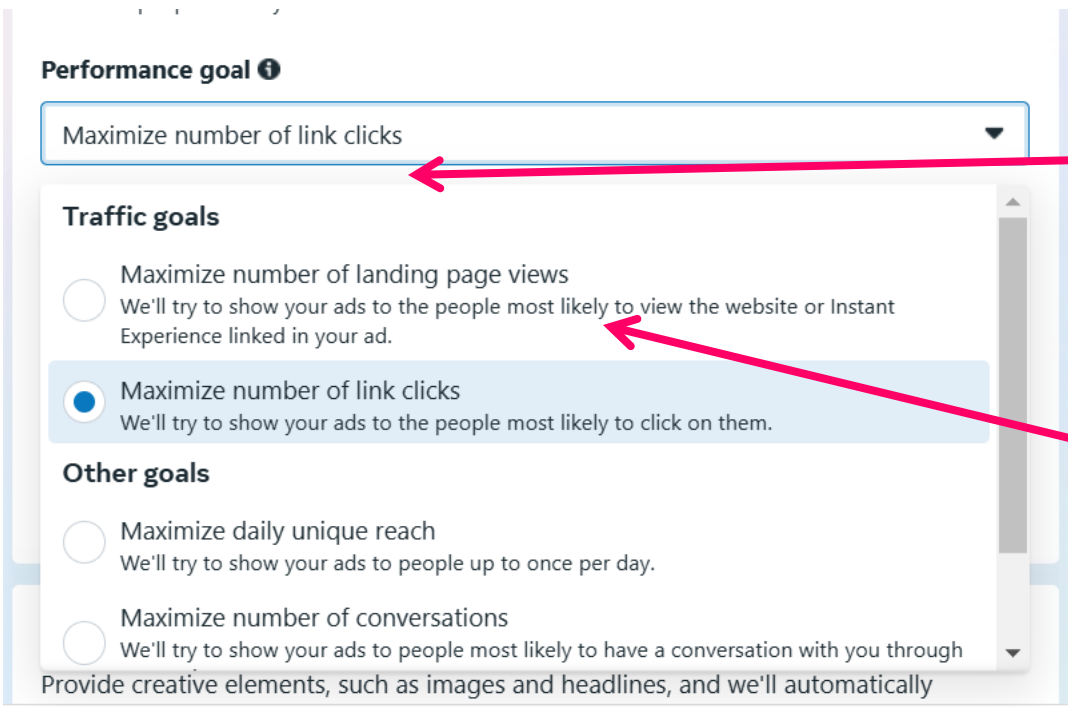 Performance goal
Maximize number of link clicks
Traffic goals
Maximize number of landing page views
We'll try to show your ads to the people most likely to view the website or Instant
Experience linked in your ad.
Maximize number of link clicks
We'll try to show your ads to the people most likely to click on them.
Other goals
Maximize daily unique reach
We'll try to show your ads to people up to once per day.
Maximize number of conversations
We'll try to show your ads to people most likely to have a conversation with you through
Provide creative elements, such as images and headlines, and we'll automatically